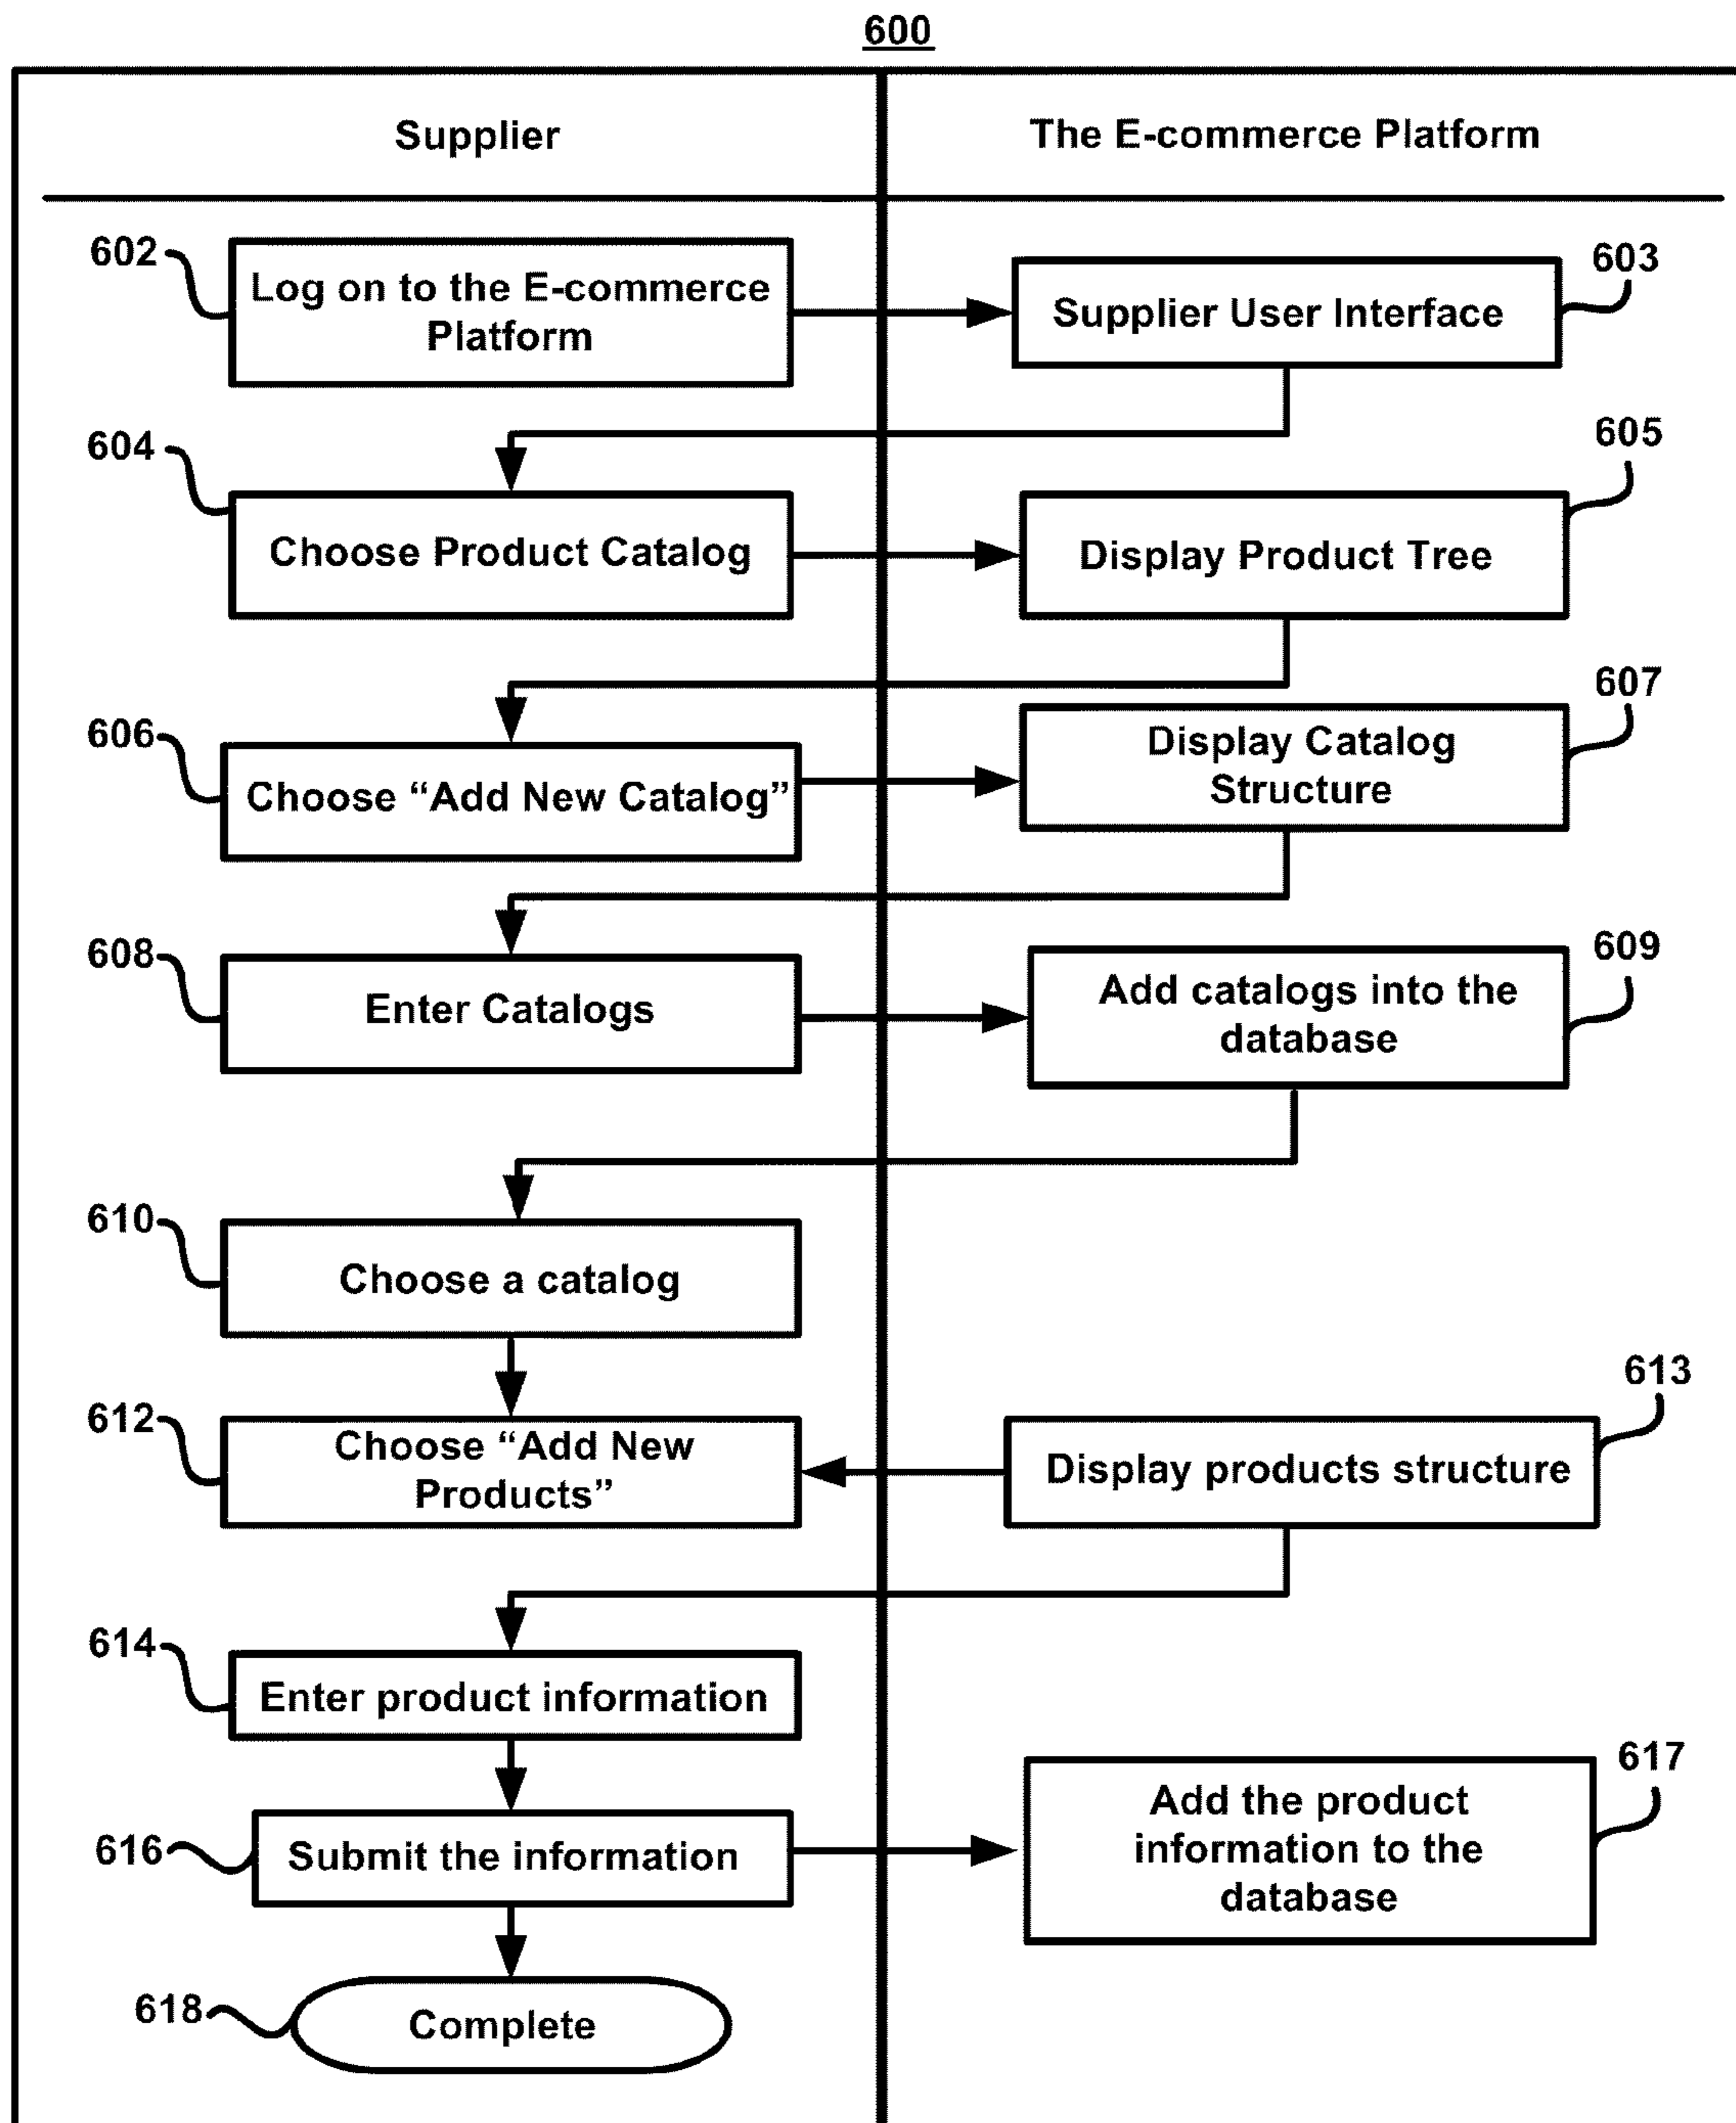 600
Supplier
The E-commerce Platform
602
Log on to the E-commerce
Platform
Supplier User Interface
603
604
Choose Product Catalog
Display Product Tree
605
606
Choose “Add New Catalog”
Display Catalog
Structure
607
608
Enter Catalogs
Add catalogs into the
database
609
610
Choose a catalog
612
Choose “Add New
Products”
Display products structure
613
614
Enter product information
616
Submit the information
Add the product
information to the
database
617
618
Complete